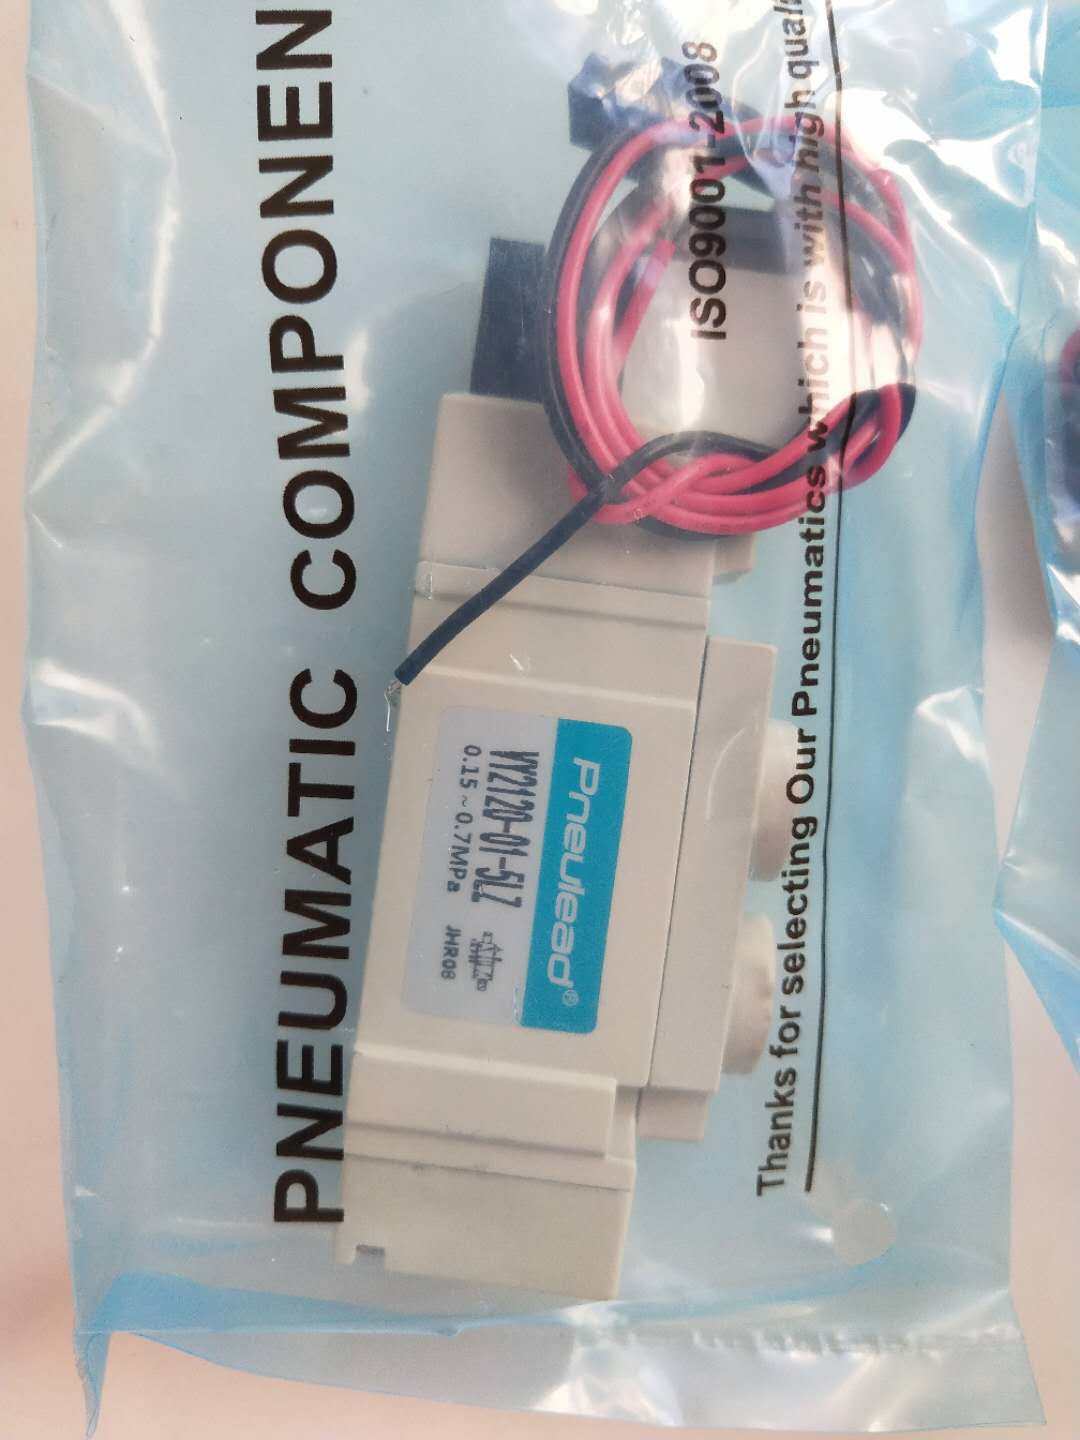 PNEUMATIC COMPONEN
ISO9001-2008
Thanks for selecting Our Pneumatics which is with high qual
Pneulead®
VY2120-01-5LZ
0.15~0.7MPa JHR08